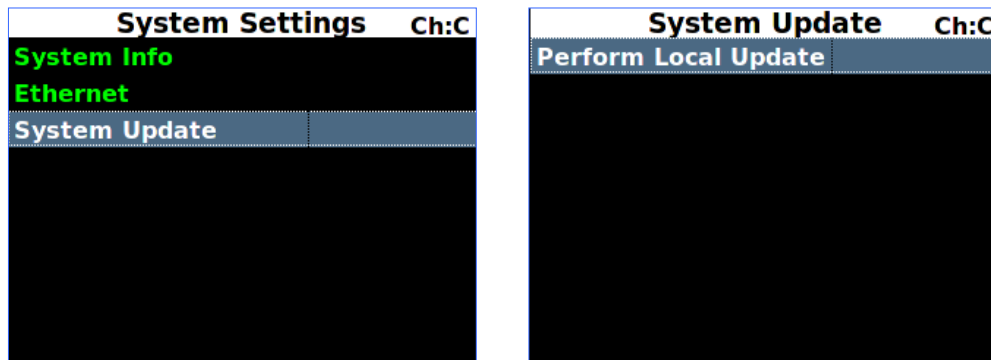 System Settings Ch:C
System Info
Ethernet
System Update
System Update Ch:C
Perform Local Update